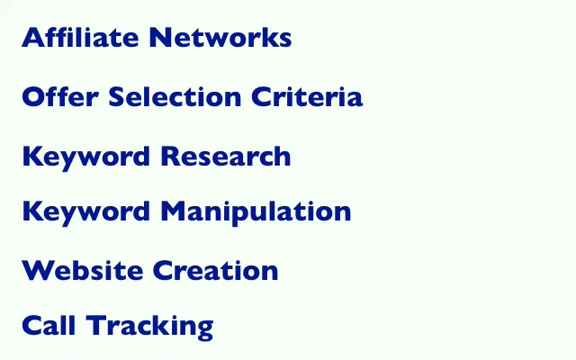 Affiliate Networks
Offer Selection Criteria
Keyword Research
Keyword Manipulation
Website Creation
Call Tracking